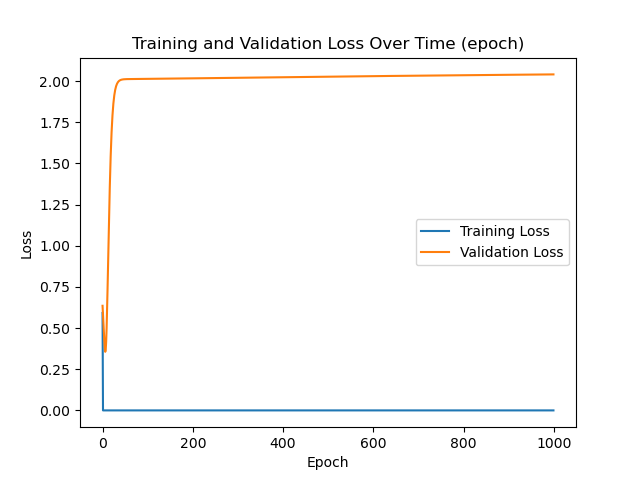 Training and Validation Loss Over Time (epoch)
2.00
1.75
1.50
1.25
1.00
0.75
0.50
0.25
0.00
Loss
Training Loss
Validation Loss
0 200 400 600 800 1000
Epoch